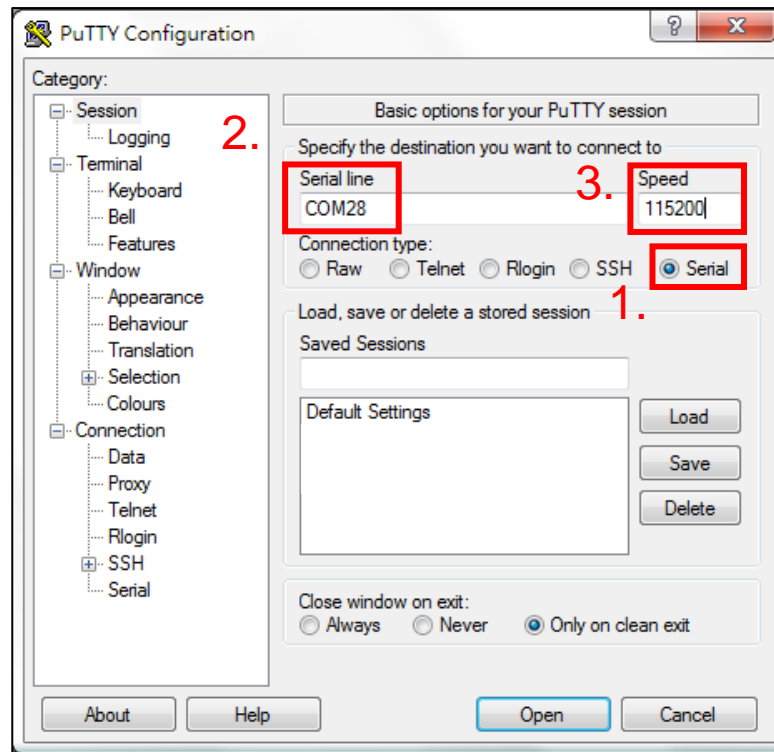 PuTTY Configuration
Category:
Session
Logging
Terminal
Keyboard
Bell
Features
Window
Appearance
Behaviour
Translation
Selection
Colours
Connection
Data
Proxy
Telnet
Rlogin
SSH
Serial
Basic options for your PuTTY session
Specify the destination you want to connect to
2.
Serial line
3.
Speed
COM28
115200
Connection type:
Raw Telnet Rlogin SSH Serial
1.
Load, save or delete a stored session
Saved Sessions
Default Settings
Load
Save
Delete
Close window on exit:
Always Never Only on clean exit
About Help Open Cancel